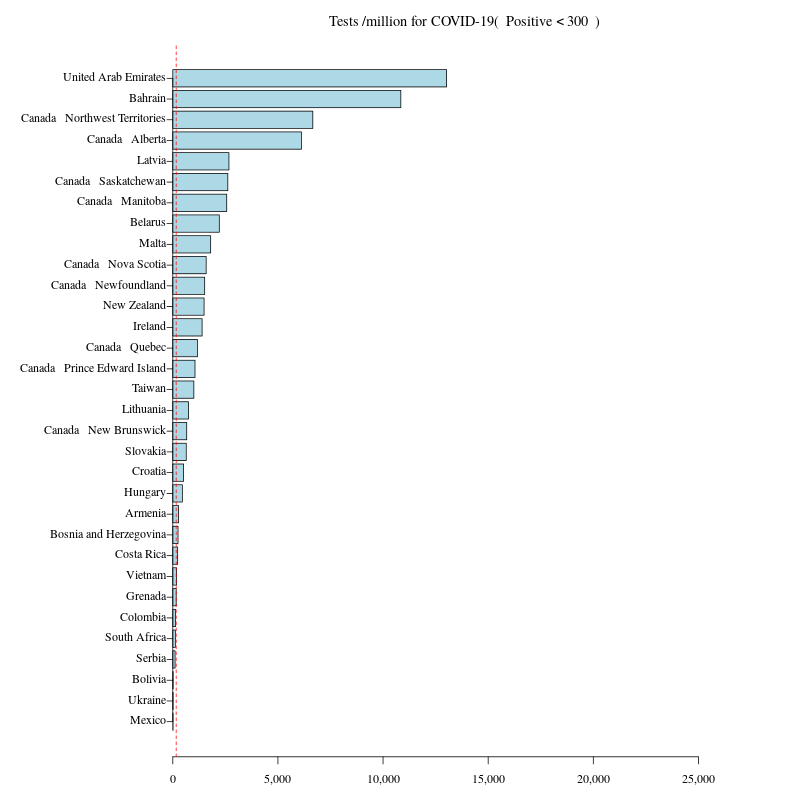 Tests /million for COVID-19(  Positive < 300  )
United Arab Emirates
Bahrain
Canada   Northwest Territories
Canada   Alberta
Latvia
Canada   Saskatchewan
Canada   Manitoba
Belarus
Malta
Canada   Nova Scotia
Canada   Newfoundland
New Zealand
Ireland
Canada   Quebec
Canada   Prince Edward Island
Taiwan
Lithuania
Canada   New Brunswick
Slovakia
Croatia
Hungary
Armenia
Bosnia and Herzegovina
Costa Rica
Vietnam
Grenada
Colombia
South Africa
Serbia
Bolivia
Ukraine
Mexico
0 5,000 10,000 15,000 20,000 25,000